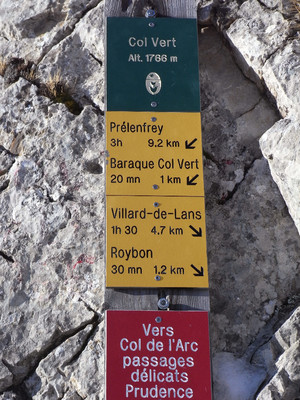 Col Vert
Alt. 1766 m
Prélenfrey
3h 9.2 km
Baraque Col Vert
20 mn 1 km
Villard-de-Lans
1h 30 4.7 km
Roybon
30 mn 1.2 km
Vers
Col de l'Arc
passages
délicats
Prudence